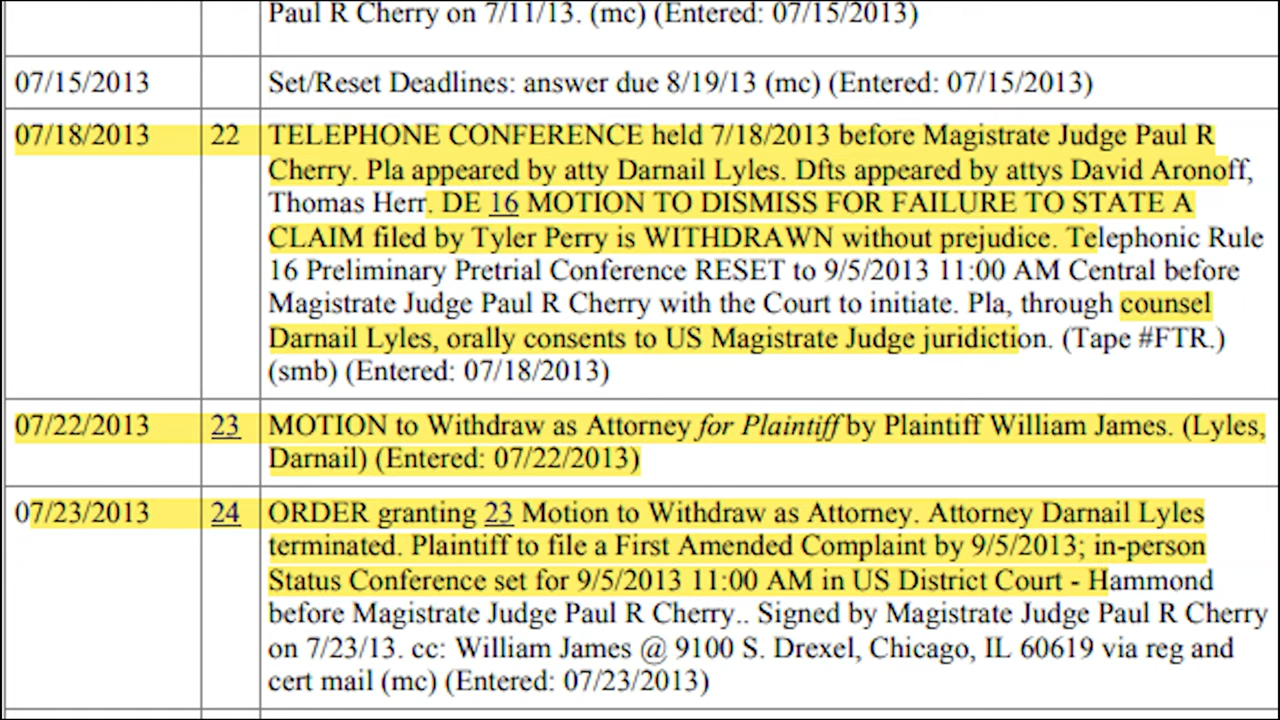 Paul R Cherry on 7/11/13. (mc) (Entered: 07/15/2013)
07/15/2013 Set/Reset Deadlines: answer due 8/19/13 (mc) (Entered: 07/15/2013)
07/18/2013 22 TELEPHONE CONFERENCE held 7/18/2013 before Magistrate Judge Paul R
Cherry. Pla appeared by atty Darnail Lyles. Dfts appeared by attys David Aronoff,
Thomas Herr. DE 16 MOTION TO DISMISS FOR FAILURE TO STATE A
CLAIM filed by Tyler Perry is WITHDRAWN without prejudice. Telephonic Rule
16 Preliminary Pretrial Conference RESET to 9/5/2013 11:00 AM Central before
Magistrate Judge Paul R Cherry with the Court to initiate. Pla, through counsel
Darnail Lyles, orally consents to US Magistrate Judge juridiction. (Tape #FTR.)
(smb) (Entered: 07/18/2013)
07/22/2013 23 MOTION to Withdraw as Attorney for Plaintiff by Plaintiff William James. (Lyles,
Darnail) (Entered: 07/22/2013)
07/23/2013 24 ORDER granting 23 Motion to Withdraw as Attorney. Attorney Darnail Lyles
terminated. Plaintiff to file a First Amended Complaint by 9/5/2013; in-person
Status Conference set for 9/5/2013 11:00 AM in US District Court - Hammond
before Magistrate Judge Paul R Cherry.. Signed by Magistrate Judge Paul R Cherry
on 7/23/13. cc: William James @ 9100 S. Drexel, Chicago, IL 60619 via reg and
cert mail (mc) (Entered: 07/23/2013)